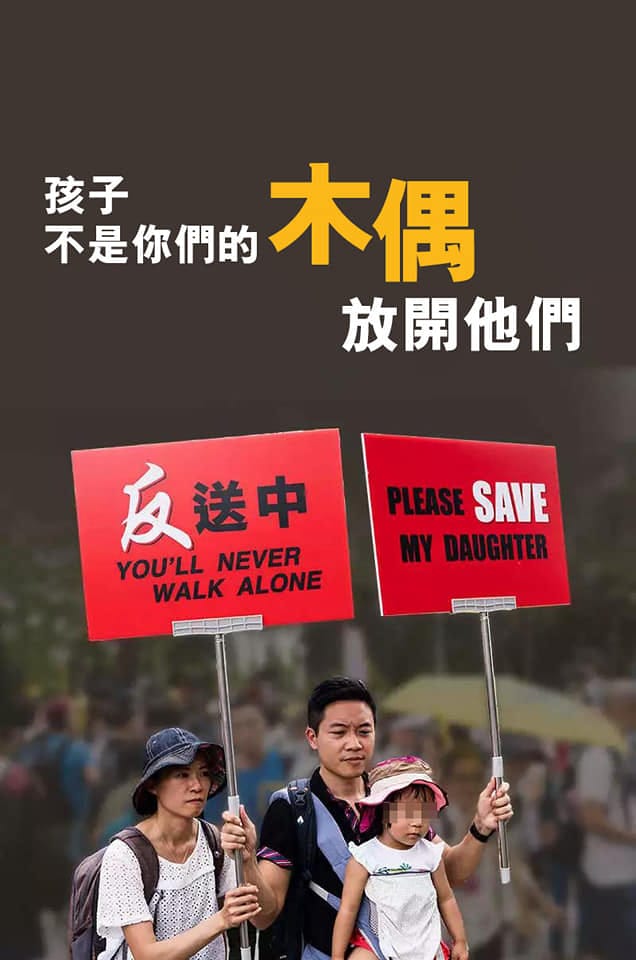 孩子
不是你們的木偶
放開他們
反送中
YOU'LL NEVER
WALK ALONE
PLEASE SAVE
MY DAUGHTER